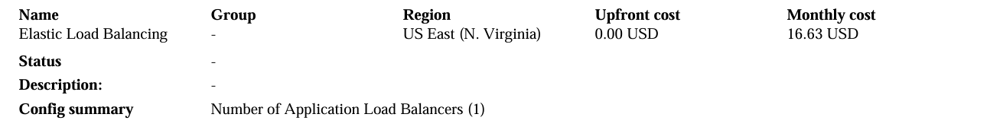 Name Group Region Upfront cost Monthly cost
Elastic Load Balancing - US East (N. Virginia) 0.00 USD 16.63 USD
Status -
Description: -
Config summary Number of Application Load Balancers (1)